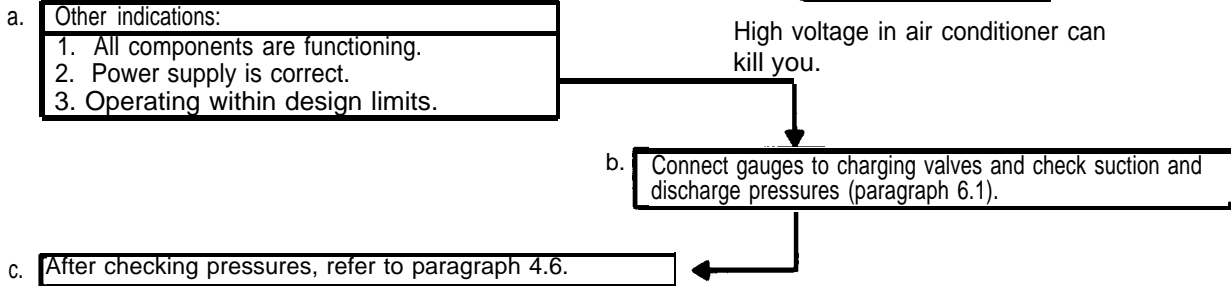 a. Other indications:
1. All components are functioning.
2. Power supply is correct.
3. Operating within design limits.
High voltage in air conditioner can
kill you.
b. Connect gauges to charging valves and check suction and
discharge pressures (paragraph 6.1).
c. After checking pressures, refer to paragraph 4.6.